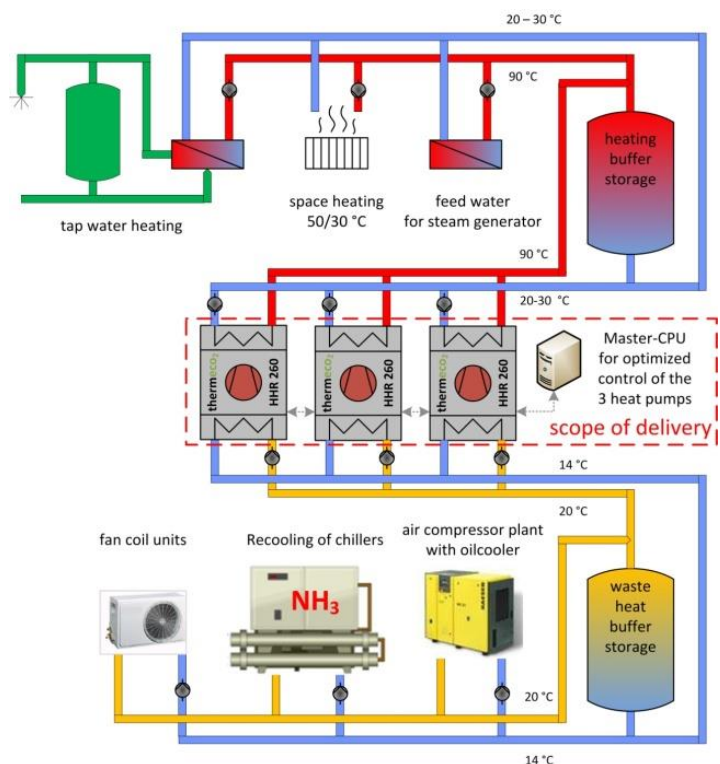 20 – 30 °C
90 °C
heating
buffer
storage
tap water heating
space heating
50/30 °C
feed water
for steam generator
90 °C
20-30 °C
thermeco2
HHR 260
thermeco2
HHR 260
thermeco2
HHR 260
Master-CPU
for optimized
control of the
3 heat pumps
scope of delivery
14 °C
20 °C
fan coil units
Recooling of chillers
air compressor plant
with oilcooler
NH3
waste
heat
buffer
storage
20 °C
14 °C